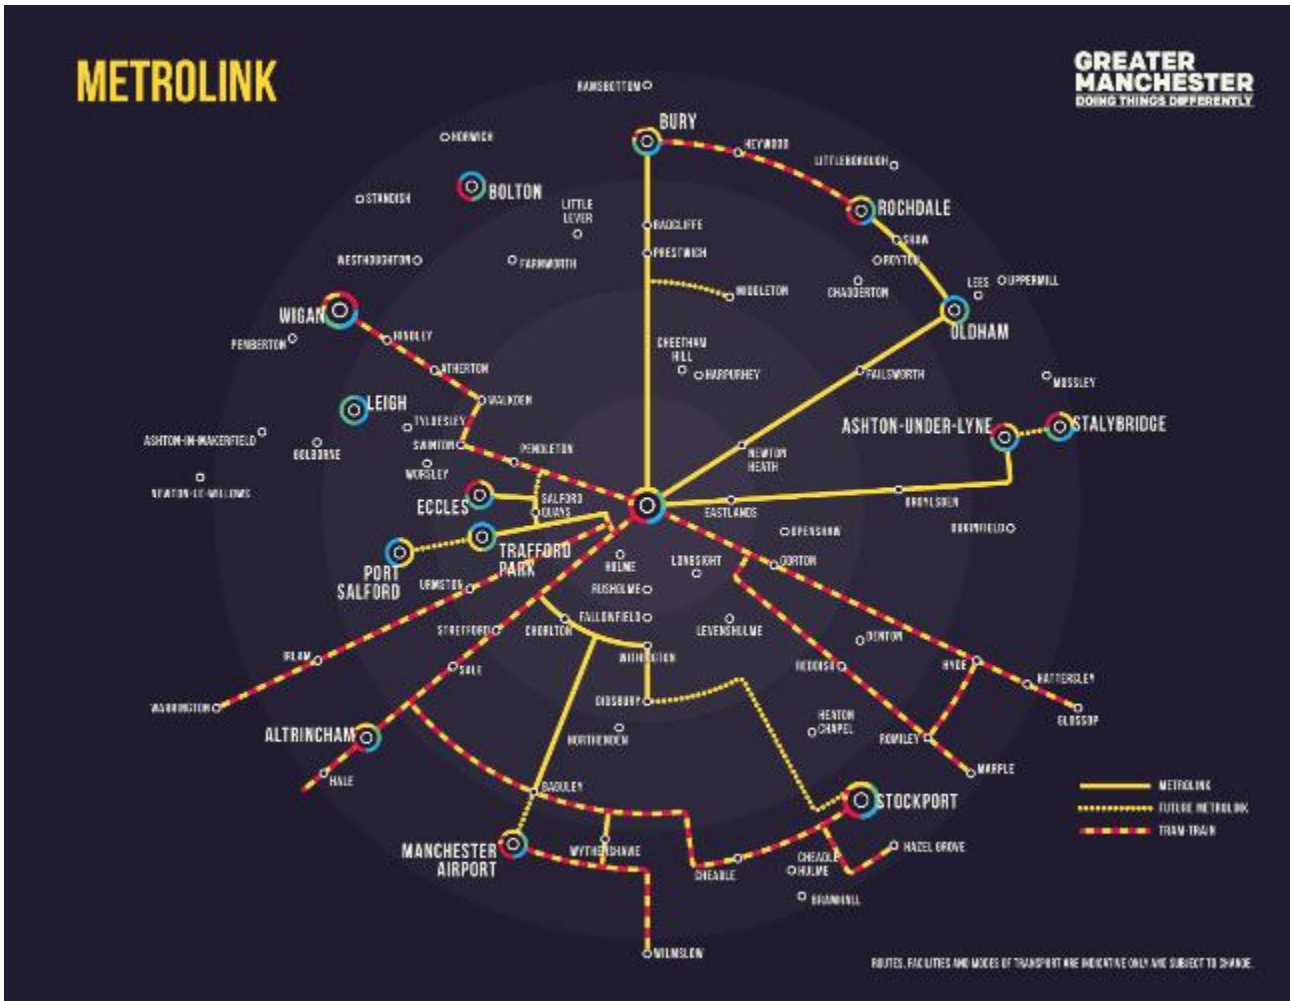 METROLINK
GREATER
MANCHESTER
DOING THINGS DIFFERENTLY
RAMSBOTTOM
BURY
HEYWOOD
HORWICH
LITTLEBOROUGH
BOLTON
STANDISH
LITTLE
LEVER
ROCHDALE
RADCLIFFE
SHAW
PRESTWICH
ROYTON
WESTHOUGHTON
FARNWORTH
MIDDLETON
CHADDERTON
LEES
UPPERMILL
WIGAN
OLDHAM
PEMBERTON
HINDLEY
CHEETHAM
HILL
HARPURHEY
ATHERTON
FAILSWORTH
MOSSLEY
LEIGH
WALKDEN
TYLDESLEY
ASHTON-UNDER-LYNE
STALYBRIDGE
ASHTON-IN-MAKERFIELD
GOLBORNE
SWINTON
PENDLETON
NEWTON
HEATH
WORSLEY
NEWTON-LE-WILLOWS
ECCLES
SALFORD
QUAYS
EASTLANDS
DROYLSDEN
DUKINFIELD
OPENSHAW
TRAFFORD
PARK
PORT
SALFORD
HULME
LONGSIGHT
GORTON
URMSTON
RUSHOLME
STRETFORD
CHORLTON
FALLOWFIELD
LEVENSHULME
DENTON
IRLAM
SALE
WITHINGTON
REDDISH
HYDE
HATTERSLEY
WARRINGTON
DIDSBURY
GLOSSOP
ALTRINCHAM
NORTHENDEN
HEATON
CHAPEL
ROMILEY
HALE
MARPLE
BAGULEY
STOCKPORT
METROLINK
FUTURE METROLINK
TRAM-TRAIN
MANCHESTER
AIRPORT
WYTHENSHAWE
CHEADLE
CHEADLE
HULME
HAZEL GROVE
BRAMHALL
WILMSLOW
ROUTES, FACILITIES AND MODES OF TRANSPORT ARE INDICATIVE ONLY AND SUBJECT TO CHANGE.